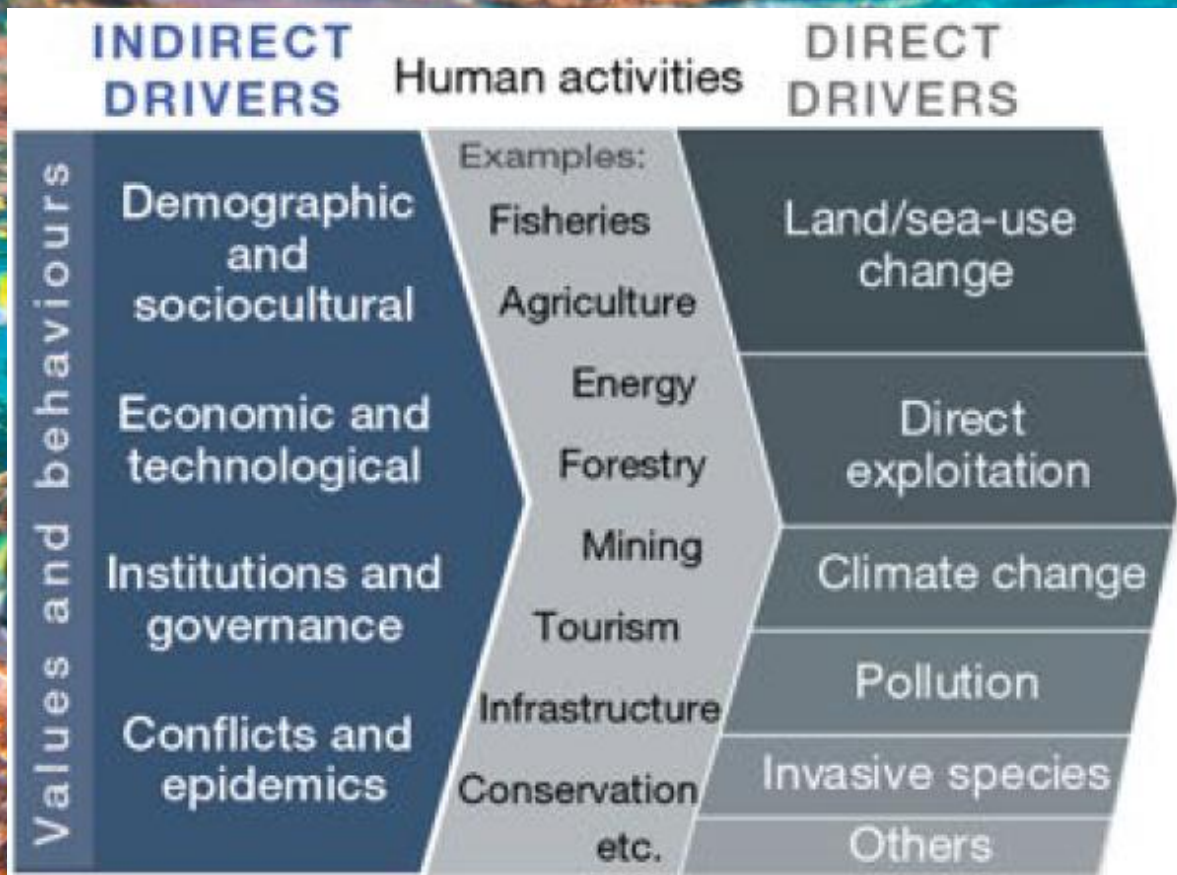 INDIRECT
DRIVERS
Human activities
DIRECT
DRIVERS
Values and behaviours
Demographic
and
sociocultural
Economic and
technological
Institutions and
governance
Conflicts and
epidemics
Examples:
Fisheries
Agriculture
Energy
Forestry
Mining
Tourism
Infrastructure
Conservation
etc.
Land/sea-use
change
Direct
exploitation
Climate change
Pollution
Invasive species
Others